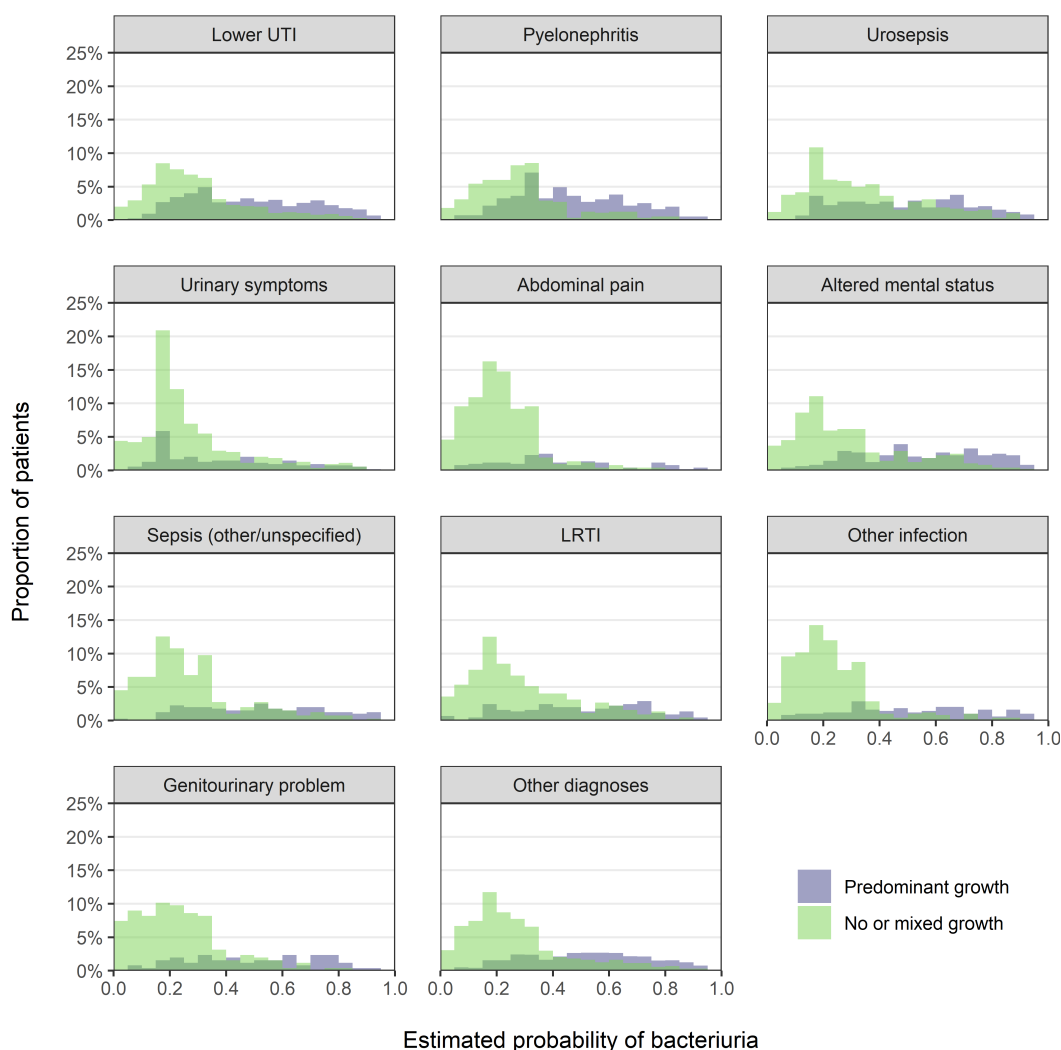 Lower UTI
Pyelonephritis
Urosepsis
25%
20%
15%
10%
5%
0%
Urinary symptoms
Abdominal pain
Altered mental status
25%
20%
15%
10%
5%
0%
Proportion of patients
Sepsis (other/unspecified)
LRTI
Other infection
25%
20%
15%
10%
5%
0%
0.0 0.2 0.4 0.6 0.8 1.0
Genitourinary problem
Other diagnoses
25%
20%
15%
10%
5%
0%
0.0 0.2 0.4 0.6 0.8 1.0
0.0 0.2 0.4 0.6 0.8 1.0
Predominant growth
No or mixed growth
Estimated probability of bacteriuria